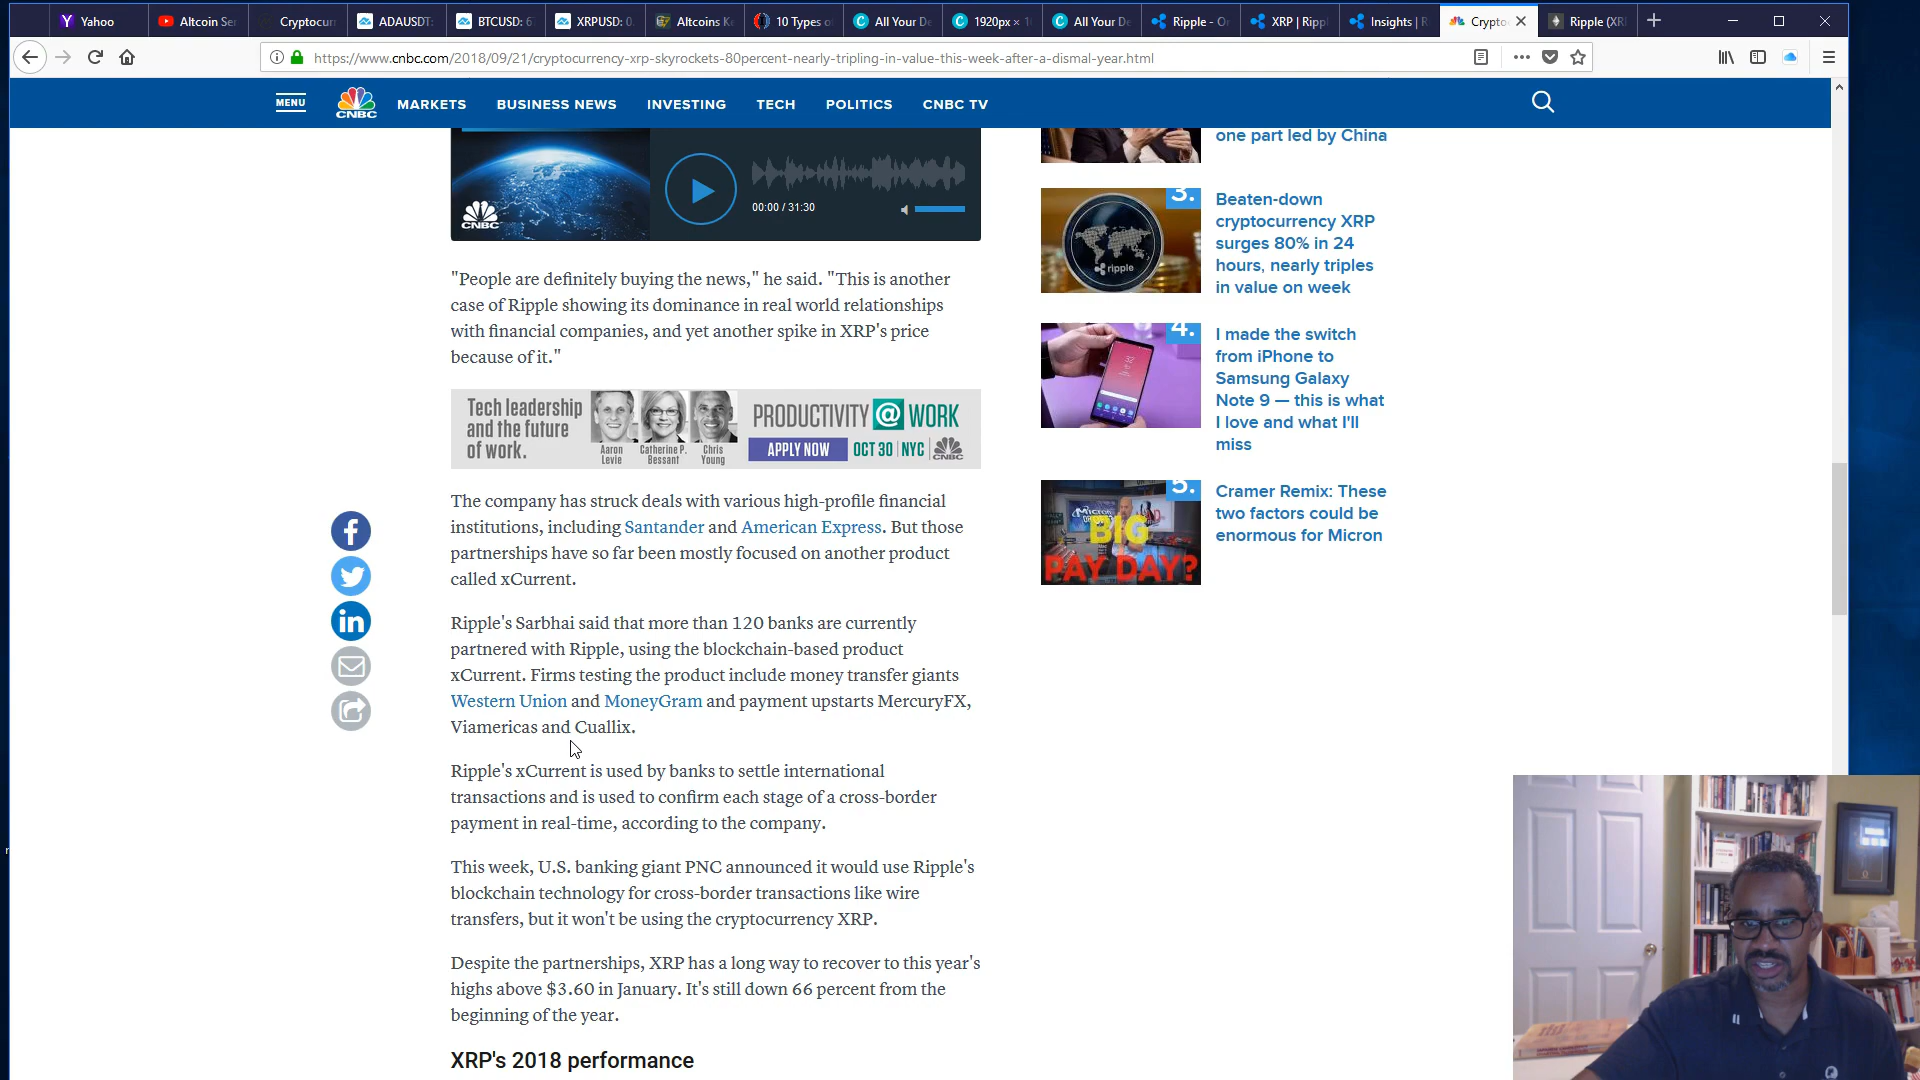 Yahoo
Altcoin Ser
Cryptocur
ADAUSDT:
BTCUSD: 6
XRPUSD: 0.
Altcoins K
10 Types o
All Your De
1920px × 1
All Your De
Ripple - O
XRP | Rippl
Insights | R
Crypto
Ripple (XR
https://www.cnbc.com/2018/09/21/cryptocurrency-xrp-skyrockets-80percent-nearly-tripling-in-value-this-week-after-a-dismal-year.html
MENU
CNBC
MARKETS
BUSINESS NEWS
INVESTING
TECH
POLITICS
CNBC TV
CNBC
00:00 / 31:30
"People are definitely buying the news," he said. "This is another
case of Ripple showing its dominance in real world relationships
with financial companies, and yet another spike in XRP's price
because of it."
Tech leadership
and the future
of work.
Aaron
Levie
Catherine P.
Bessant
Chris
Young
PRODUCTIVITY @ WORK
APPLY NOW
OCT 30 | NYC
CNBC
The company has struck deals with various high-profile financial
institutions, including Santander and American Express. But those
partnerships have so far been mostly focused on another product
called xCurrent.
Ripple's Sarbhai said that more than 120 banks are currently
partnered with Ripple, using the blockchain-based product
xCurrent. Firms testing the product include money transfer giants
Western Union and MoneyGram and payment upstarts MercuryFX,
Viamericas and Cuallix.
Ripple's xCurrent is used by banks to settle international
transactions and is used to confirm each stage of a cross-border
payment in real-time, according to the company.
This week, U.S. banking giant PNC announced it would use Ripple's
blockchain technology for cross-border transactions like wire
transfers, but it won't be using the cryptocurrency XRP.
Despite the partnerships, XRP has a long way to recover to this year's
highs above $3.60 in January. It's still down 66 percent from the
beginning of the year.
XRP's 2018 performance
one part led by China
3.
ripple
Beaten-down
cryptocurrency XRP
surges 80% in 24
hours, nearly triples
in value on week
4.
I made the switch
from iPhone to
Samsung Galaxy
Note 9 — this is what
I love and what I'll
miss
5.
BIG
PAY DAY?
Cramer Remix: These
two factors could be
enormous for Micron